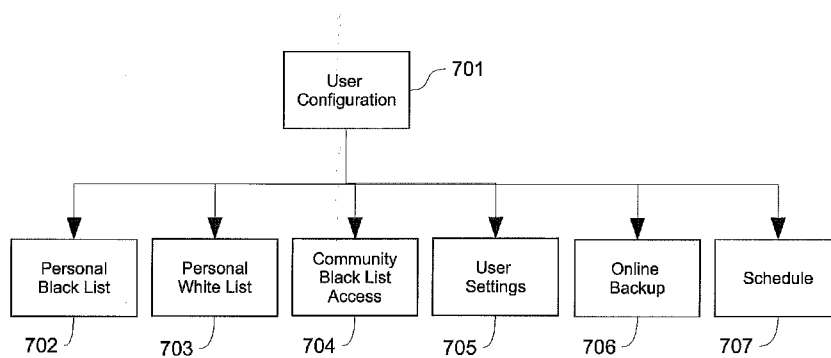 User
Configuration
701
Personal
Black List
Personal
White List
Community
Black List
Access
User
Settings
Online
Backup
Schedule
702
703
704
705
706
707